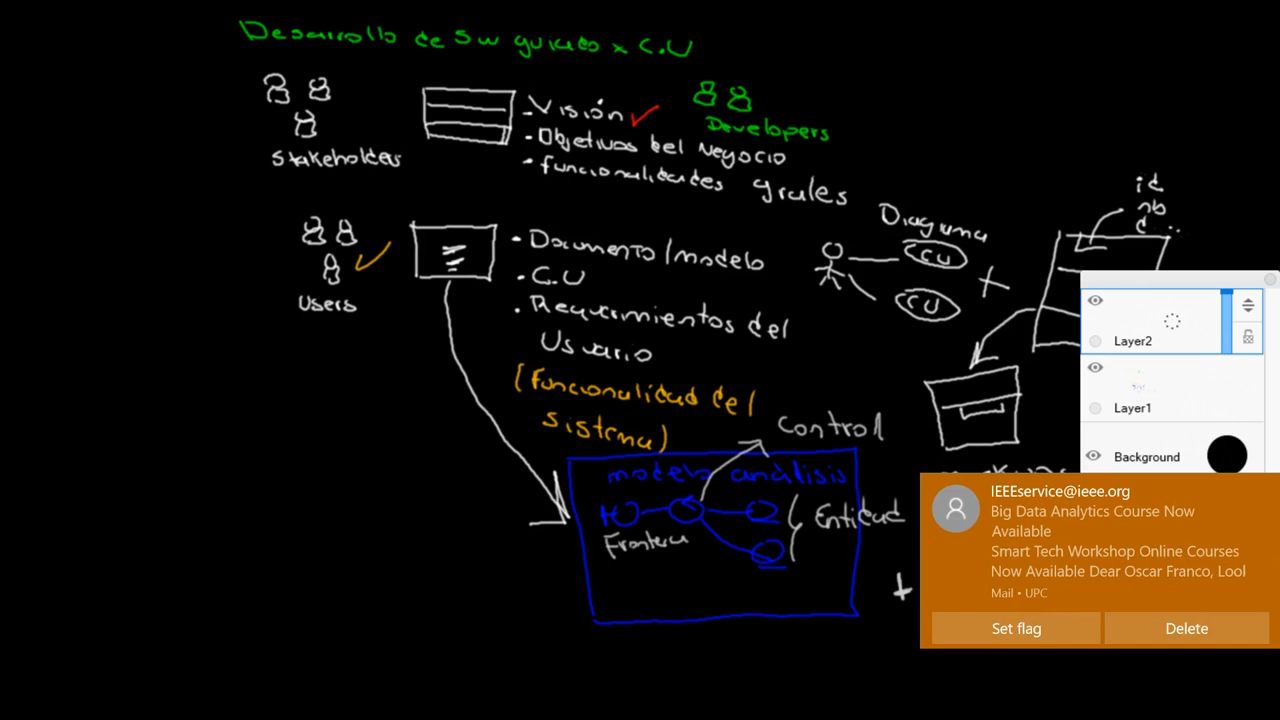 Desarrollo de SW guiado x C.U
Stakeholders
- Visión
• Objetivos del Negocio
• funcionalidades grales
Developers
Users
• Documento/modelo
• C.U
• Requerimientos del
Usuario
(funcionalidad del
sistema)
Diagrama
CU
CU
+
id
nb
d...
control
modelo análisis
Frontera
Entidad
+
Layer2
Layer1
Background
IEEEservice@ieee.org
Big Data Analytics Course Now
Available
Smart Tech Workshop Online Courses
Now Available Dear Oscar Franco, Lool
Mail • UPC
Set flag
Delete